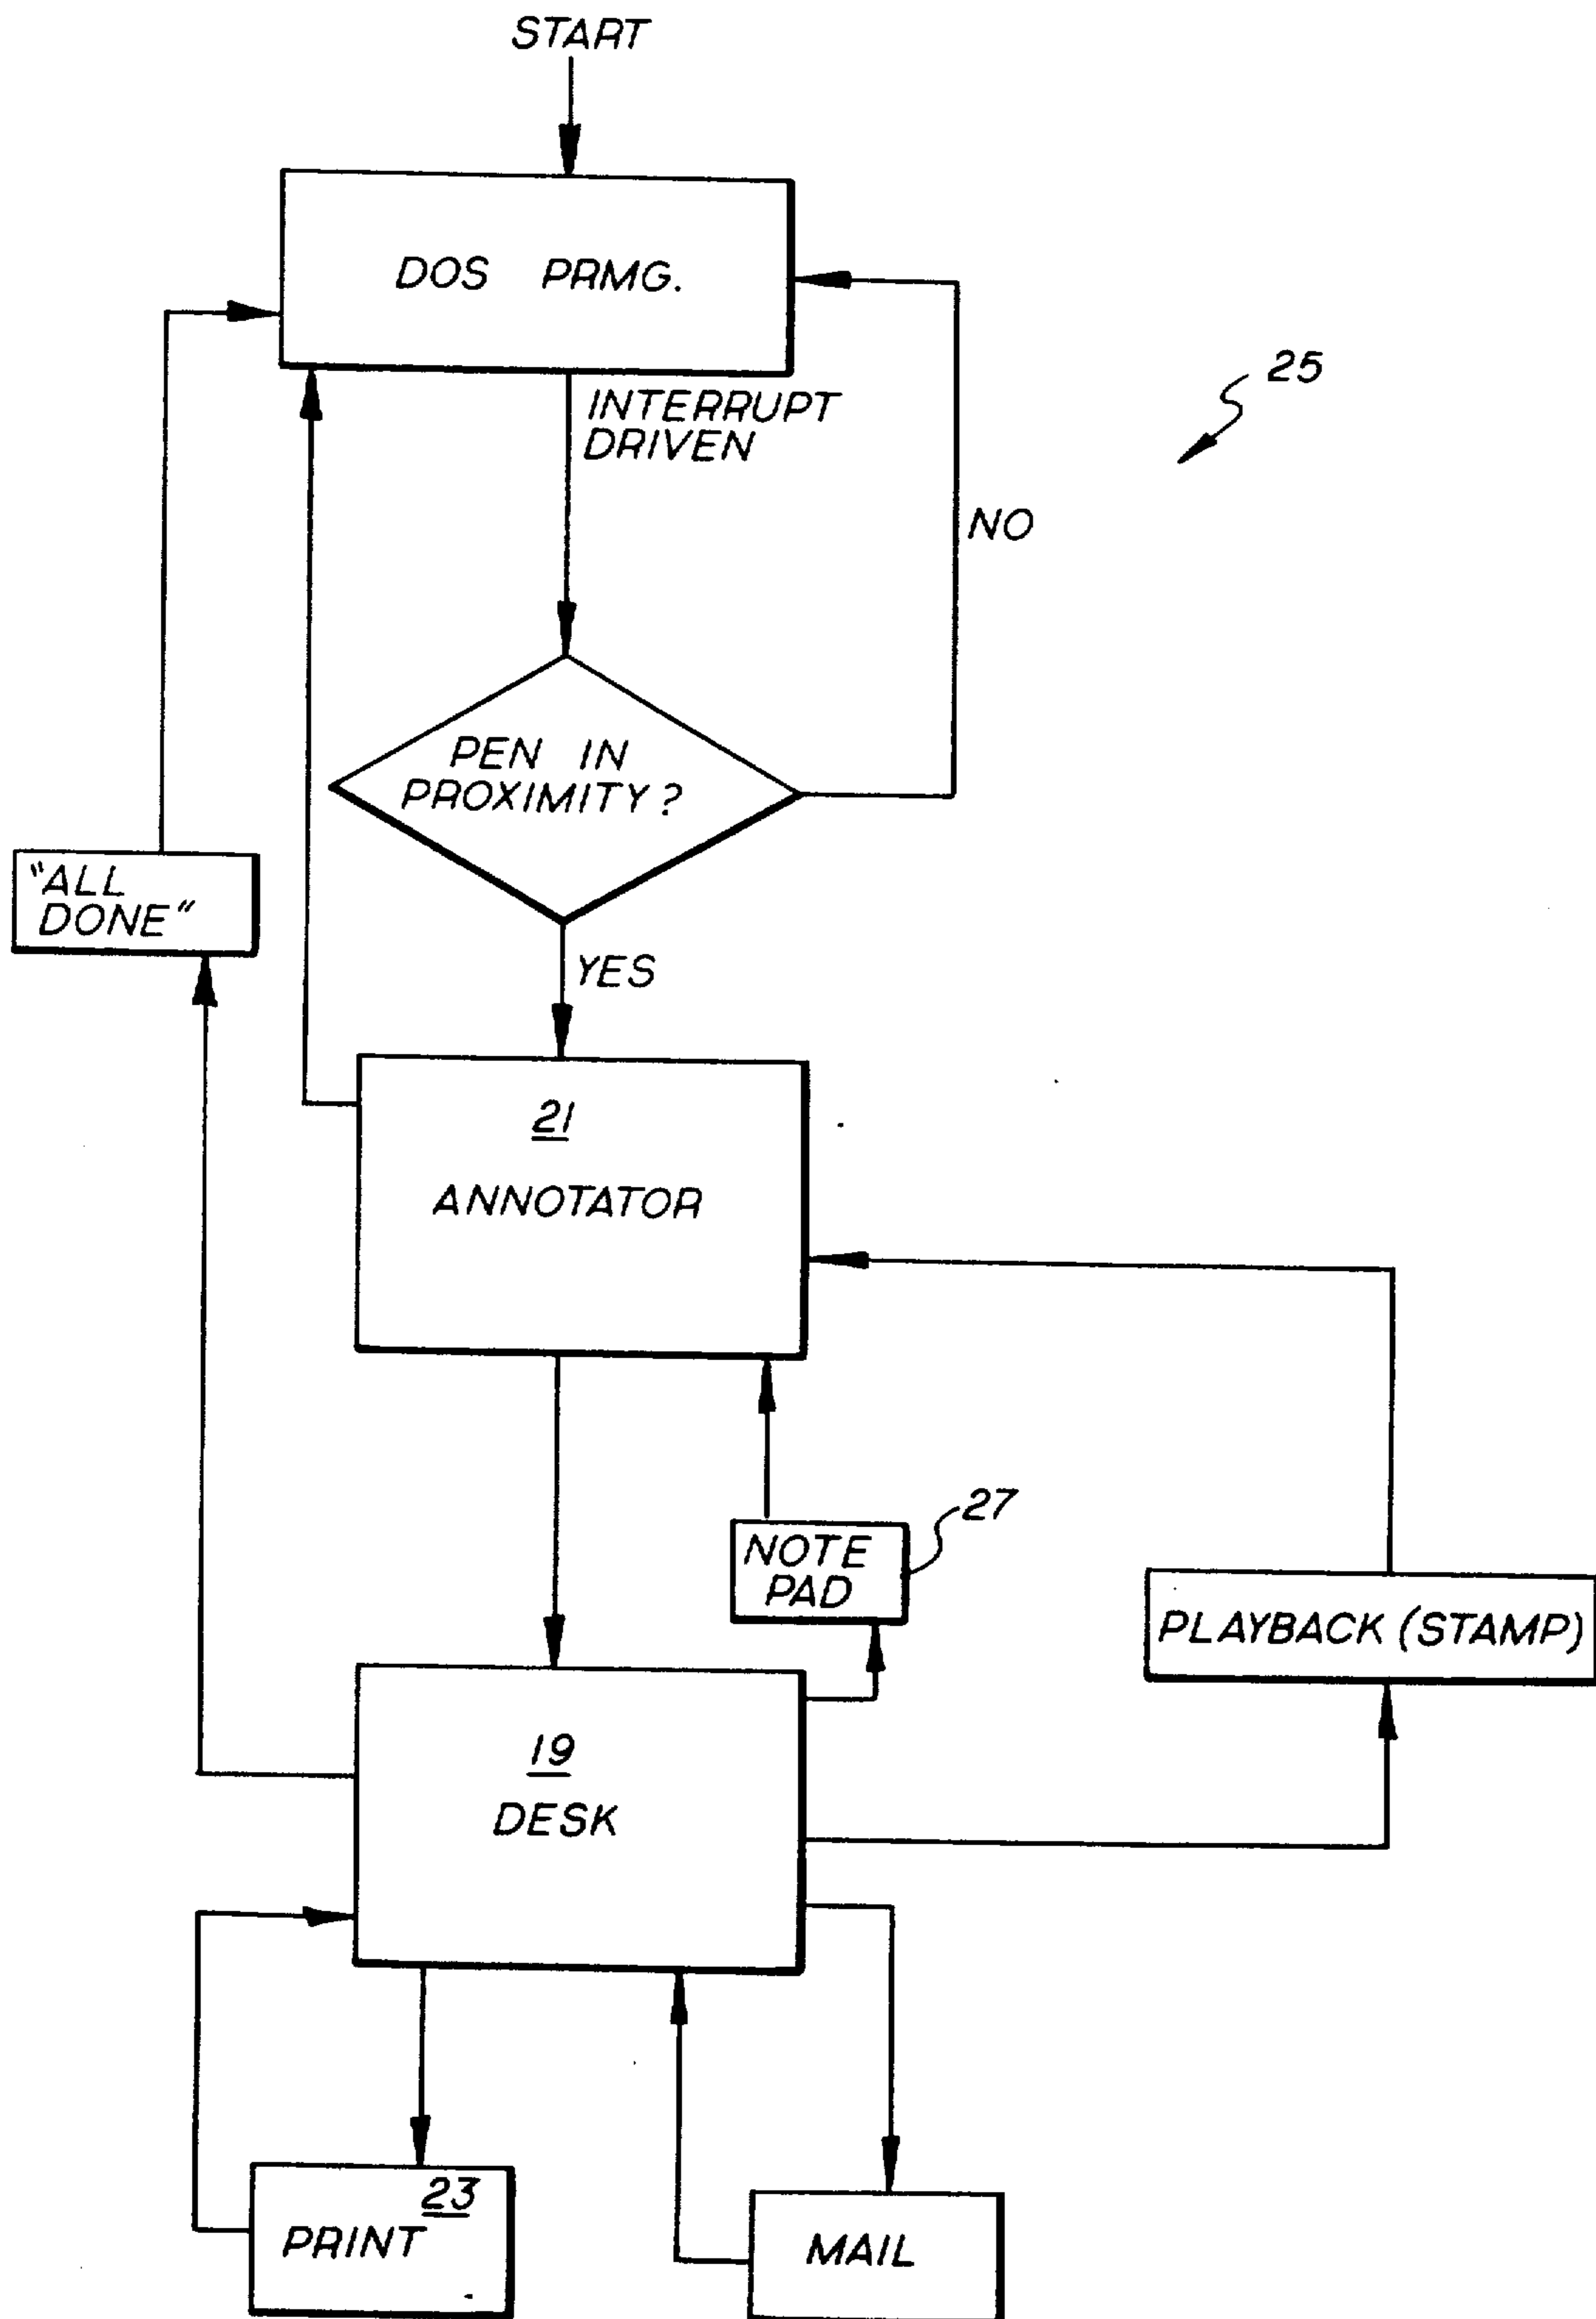 START
DOS PRMG.
INTERRUPT
DRIVEN
25
NO
PEN IN
PROXIMITY?
"ALL
DONE"
YES
21
ANNOTATOR
27
NOTE
PAD
PLAYBACK (STAMP)
19
DESK
23
PRINT
MAIL